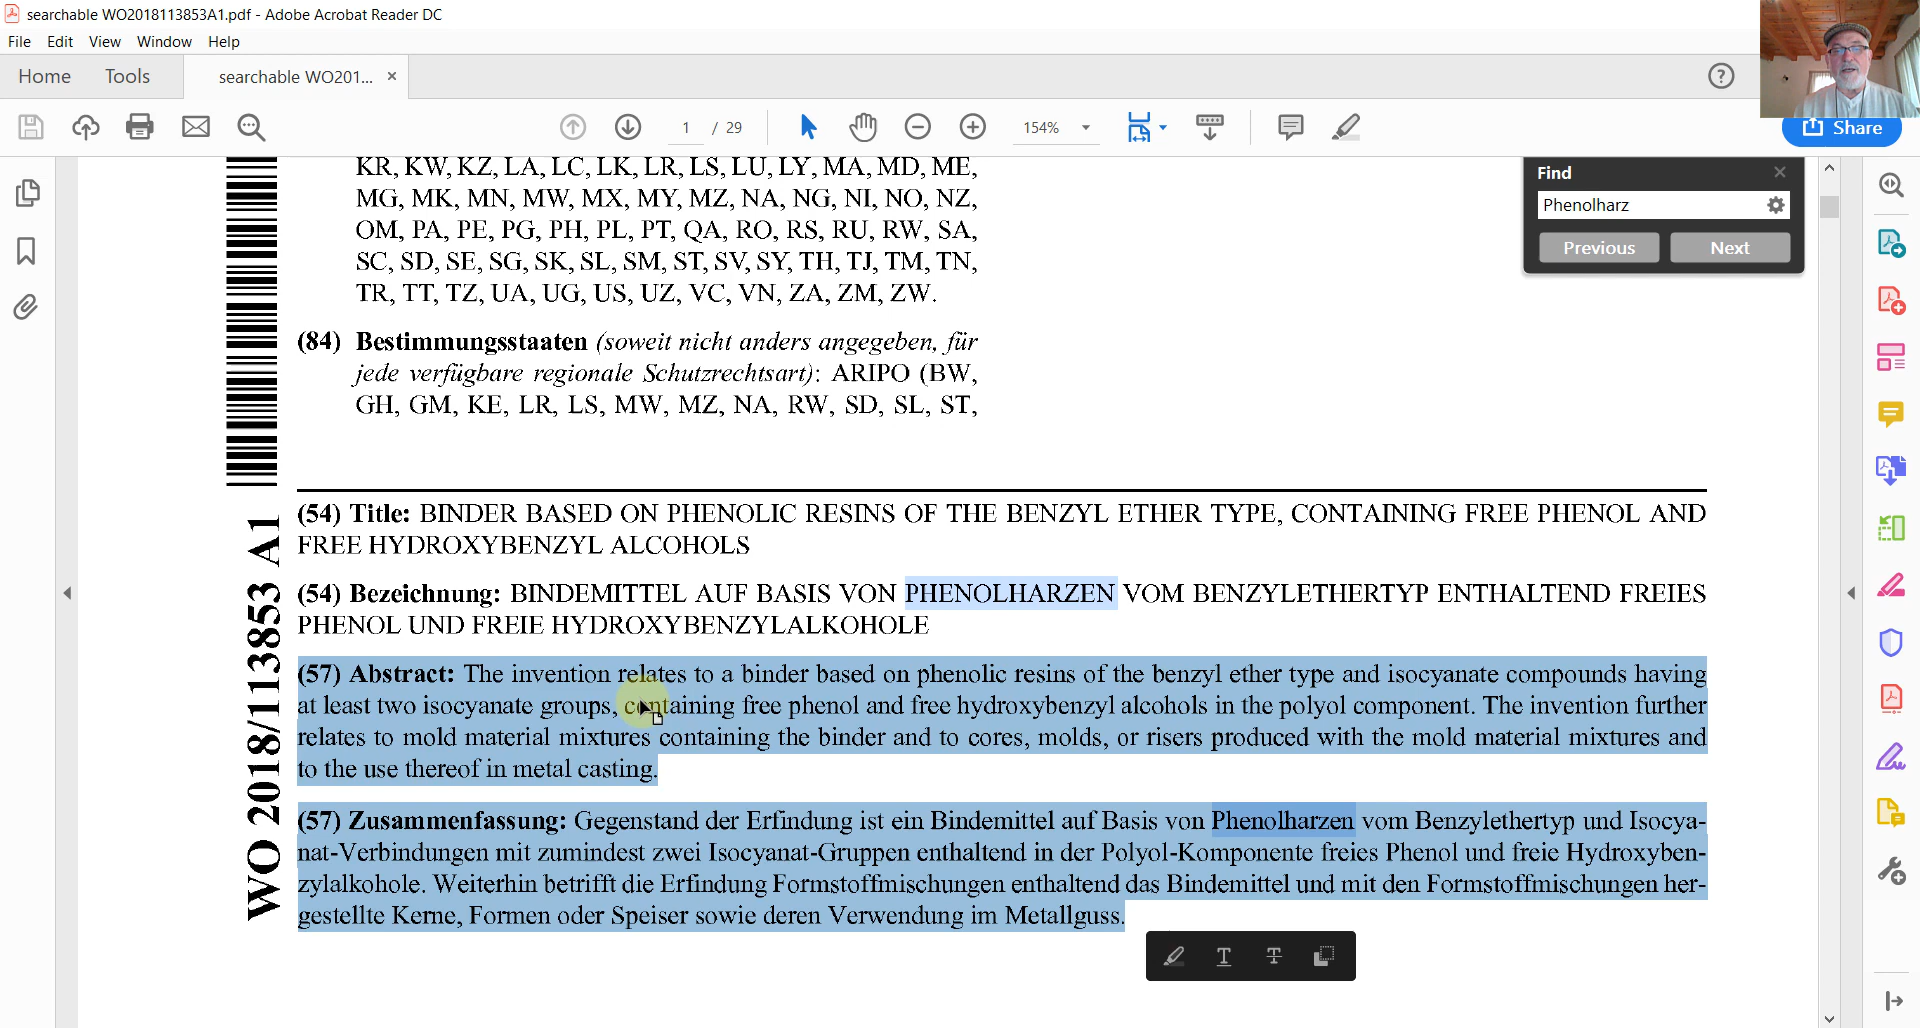 searchable WO2018113853A1.pdf - Adobe Acrobat Reader DC
File Edit View Window Help
Home Tools searchable WO201... ×
1 / 29 154% Share
Find
Phenolharz
Previous Next
KR, KW, KZ, LA, LC, LK, LR, LS, LU, LY, MA, MD, ME,
MG, MK, MN, MW, MX, MY, MZ, NA, NG, NI, NO, NZ,
OM, PA, PE, PG, PH, PL, PT, QA, RO, RS, RU, RW, SA,
SC, SD, SE, SG, SK, SL, SM, ST, SV, SY, TH, TJ, TM, TN,
TR, TT, TZ, UA, UG, US, UZ, VC, VN, ZA, ZM, ZW.
(84) Bestimmungsstaaten (soweit nicht anders angegeben, für
jede verfügbare regionale Schutzrechtsart): ARIPO (BW,
GH, GM, KE, LR, LS, MW, MZ, NA, RW, SD, SL, ST,
WO 2018/113853 A1
(54) Title: BINDER BASED ON PHENOLIC RESINS OF THE BENZYL ETHER TYPE, CONTAINING FREE PHENOL AND
FREE HYDROXYBENZYL ALCOHOLS
(54) Bezeichnung: BINDEMITTEL AUF BASIS VON PHENOLHARZEN VOM BENZYLETHERTYP ENTHALTEND FREIES
PHENOL UND FREIE HYDROXYBENZYLALKOHOLE
(57) Abstract: The invention relates to a binder based on phenolic resins of the benzyl ether type and isocyanate compounds having
at least two isocyanate groups, containing free phenol and free hydroxybenzyl alcohols in the polyol component. The invention further
relates to mold material mixtures containing the binder and to cores, molds, or risers produced with the mold material mixtures and
to the use thereof in metal casting.
(57) Zusammenfassung: Gegenstand der Erfindung ist ein Bindemittel auf Basis von Phenolharzen vom Benzylethertyp und Isocya-
nat-Verbindungen mit zumindest zwei Isocyanat-Gruppen enthaltend in der Polyol-Komponente freies Phenol und freie Hydroxyben-
zylalkohole. Weiterhin betrifft die Erfindung Formstoffmischungen enthaltend das Bindemittel und mit den Formstoffmischungen her-
gestellte Kerne, Formen oder Speiser sowie deren Verwendung im Metallguss.